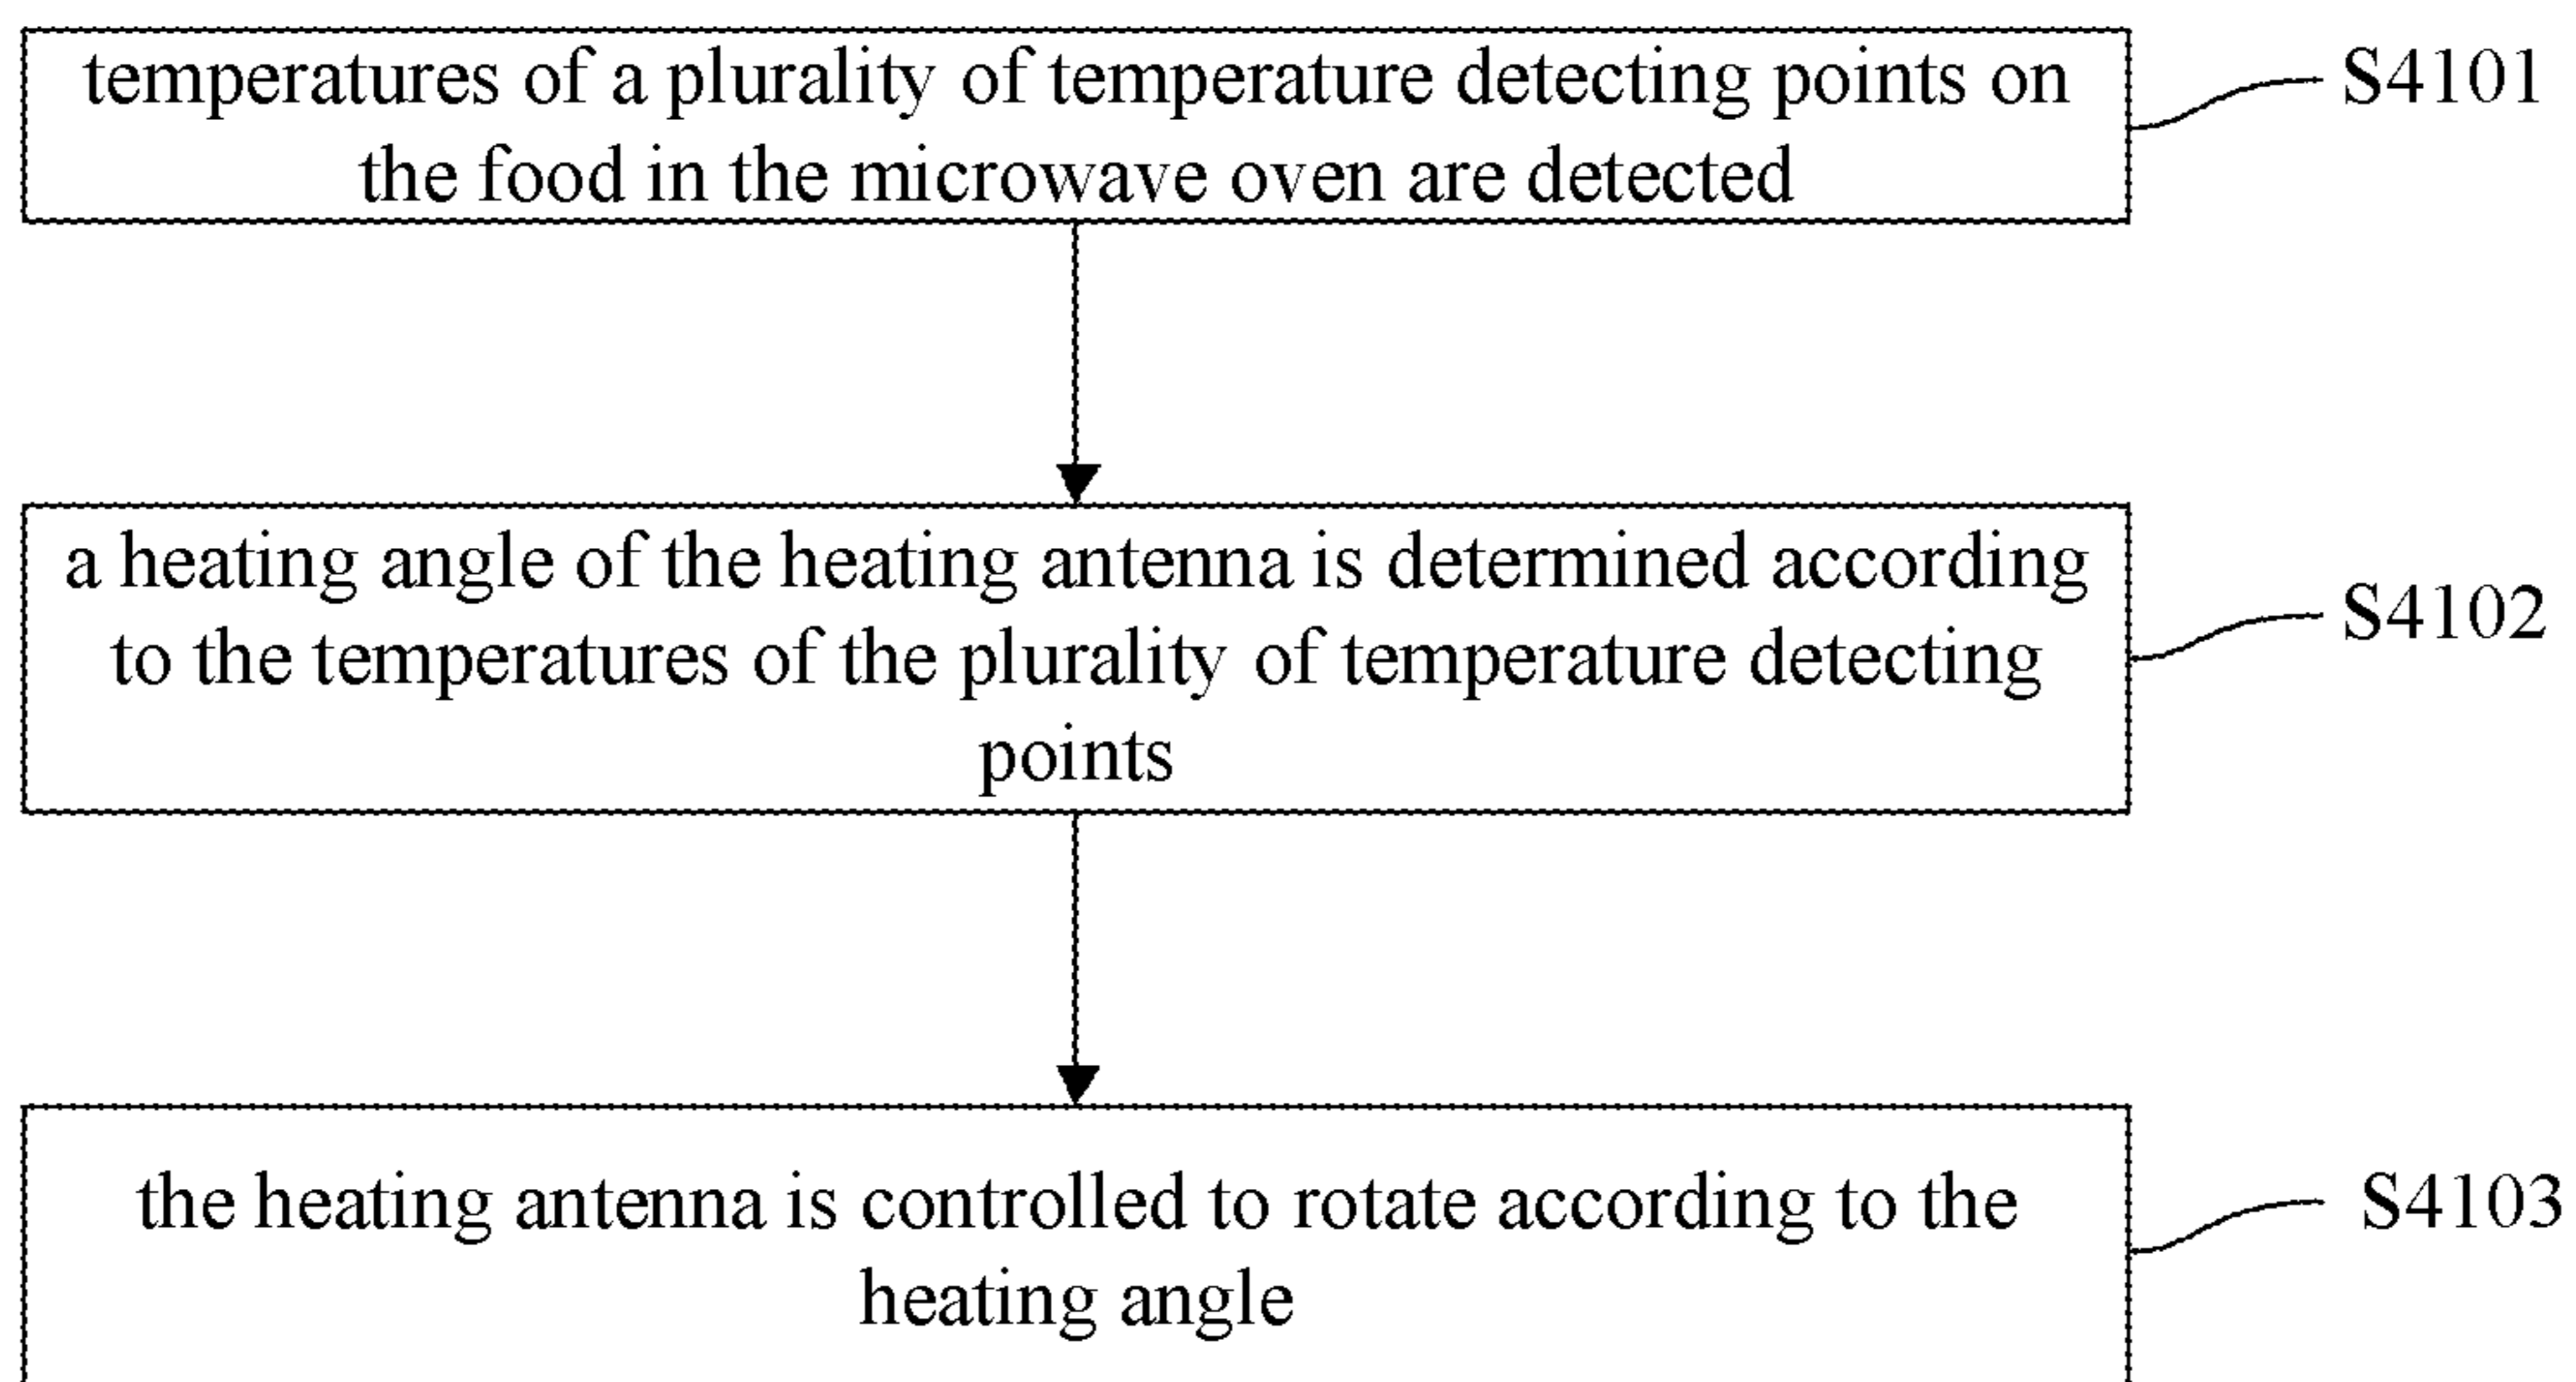 temperatures of a plurality of temperature detecting points on
the food in the microwave oven are detected
S4101
a heating angle of the heating antenna is determined according
to the temperatures of the plurality of temperature detecting
points
S4102
the heating antenna is controlled to rotate according to the
heating angle
S4103